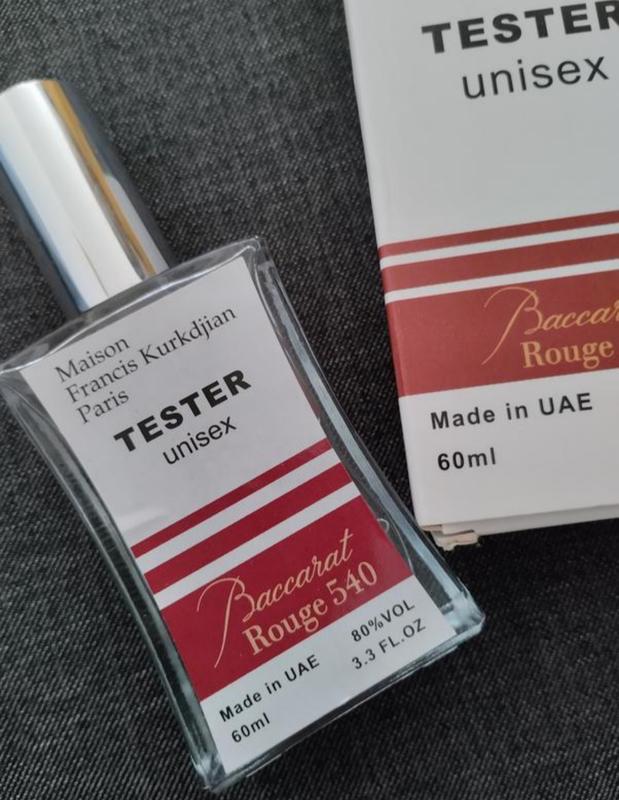 Maison
Francis Kurkdjian
Paris
TESTER
unisex
Baccarat
Rouge 540
Made in UAE
60ml
80%VOL
3.3 FL.OZ
TESTER
unisex
Baccar
Rouge
Made in UAE
60ml